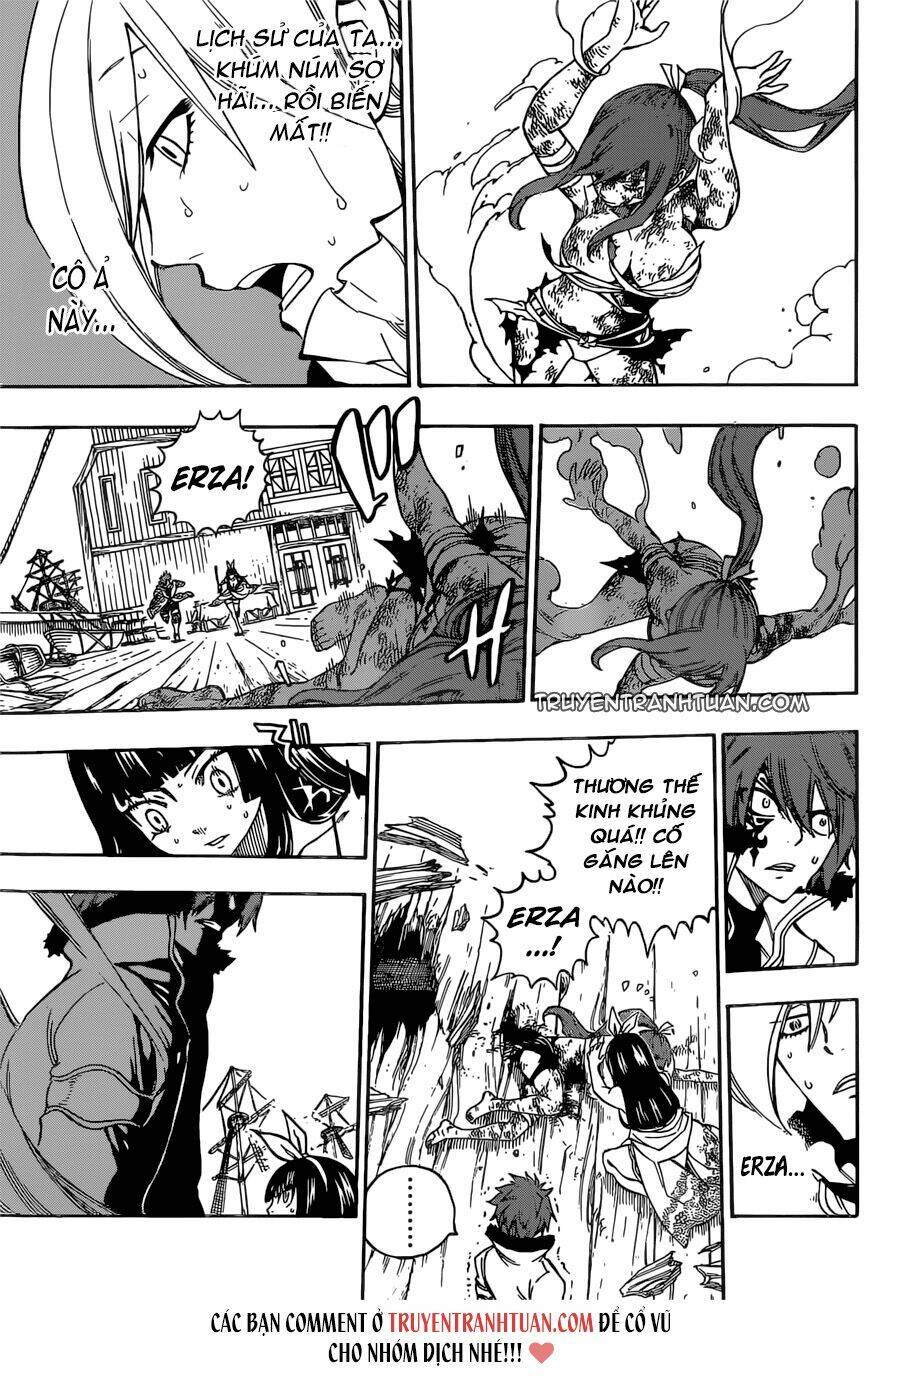 LỊCH SỬ CỦA TA...
KHÚM NÚM SỢ
HÃI... RỒI BIẾN
MẤT!!
CÔ Ả
NÀY...
ERZA!
TRUYENTRANHTUAN.COM
THƯƠNG THẾ
KINH KHỦNG
QUÁ!! CỐ
GẮNG LÊN
NÀO!!
ERZA
...!
ERZA...
.........
CÁC BẠN COMMENT Ở TRUYENTRANHTUAN.COM ĐỂ CỔ VŨ
CHO NHÓM DỊCH NHÉ!!! ❤